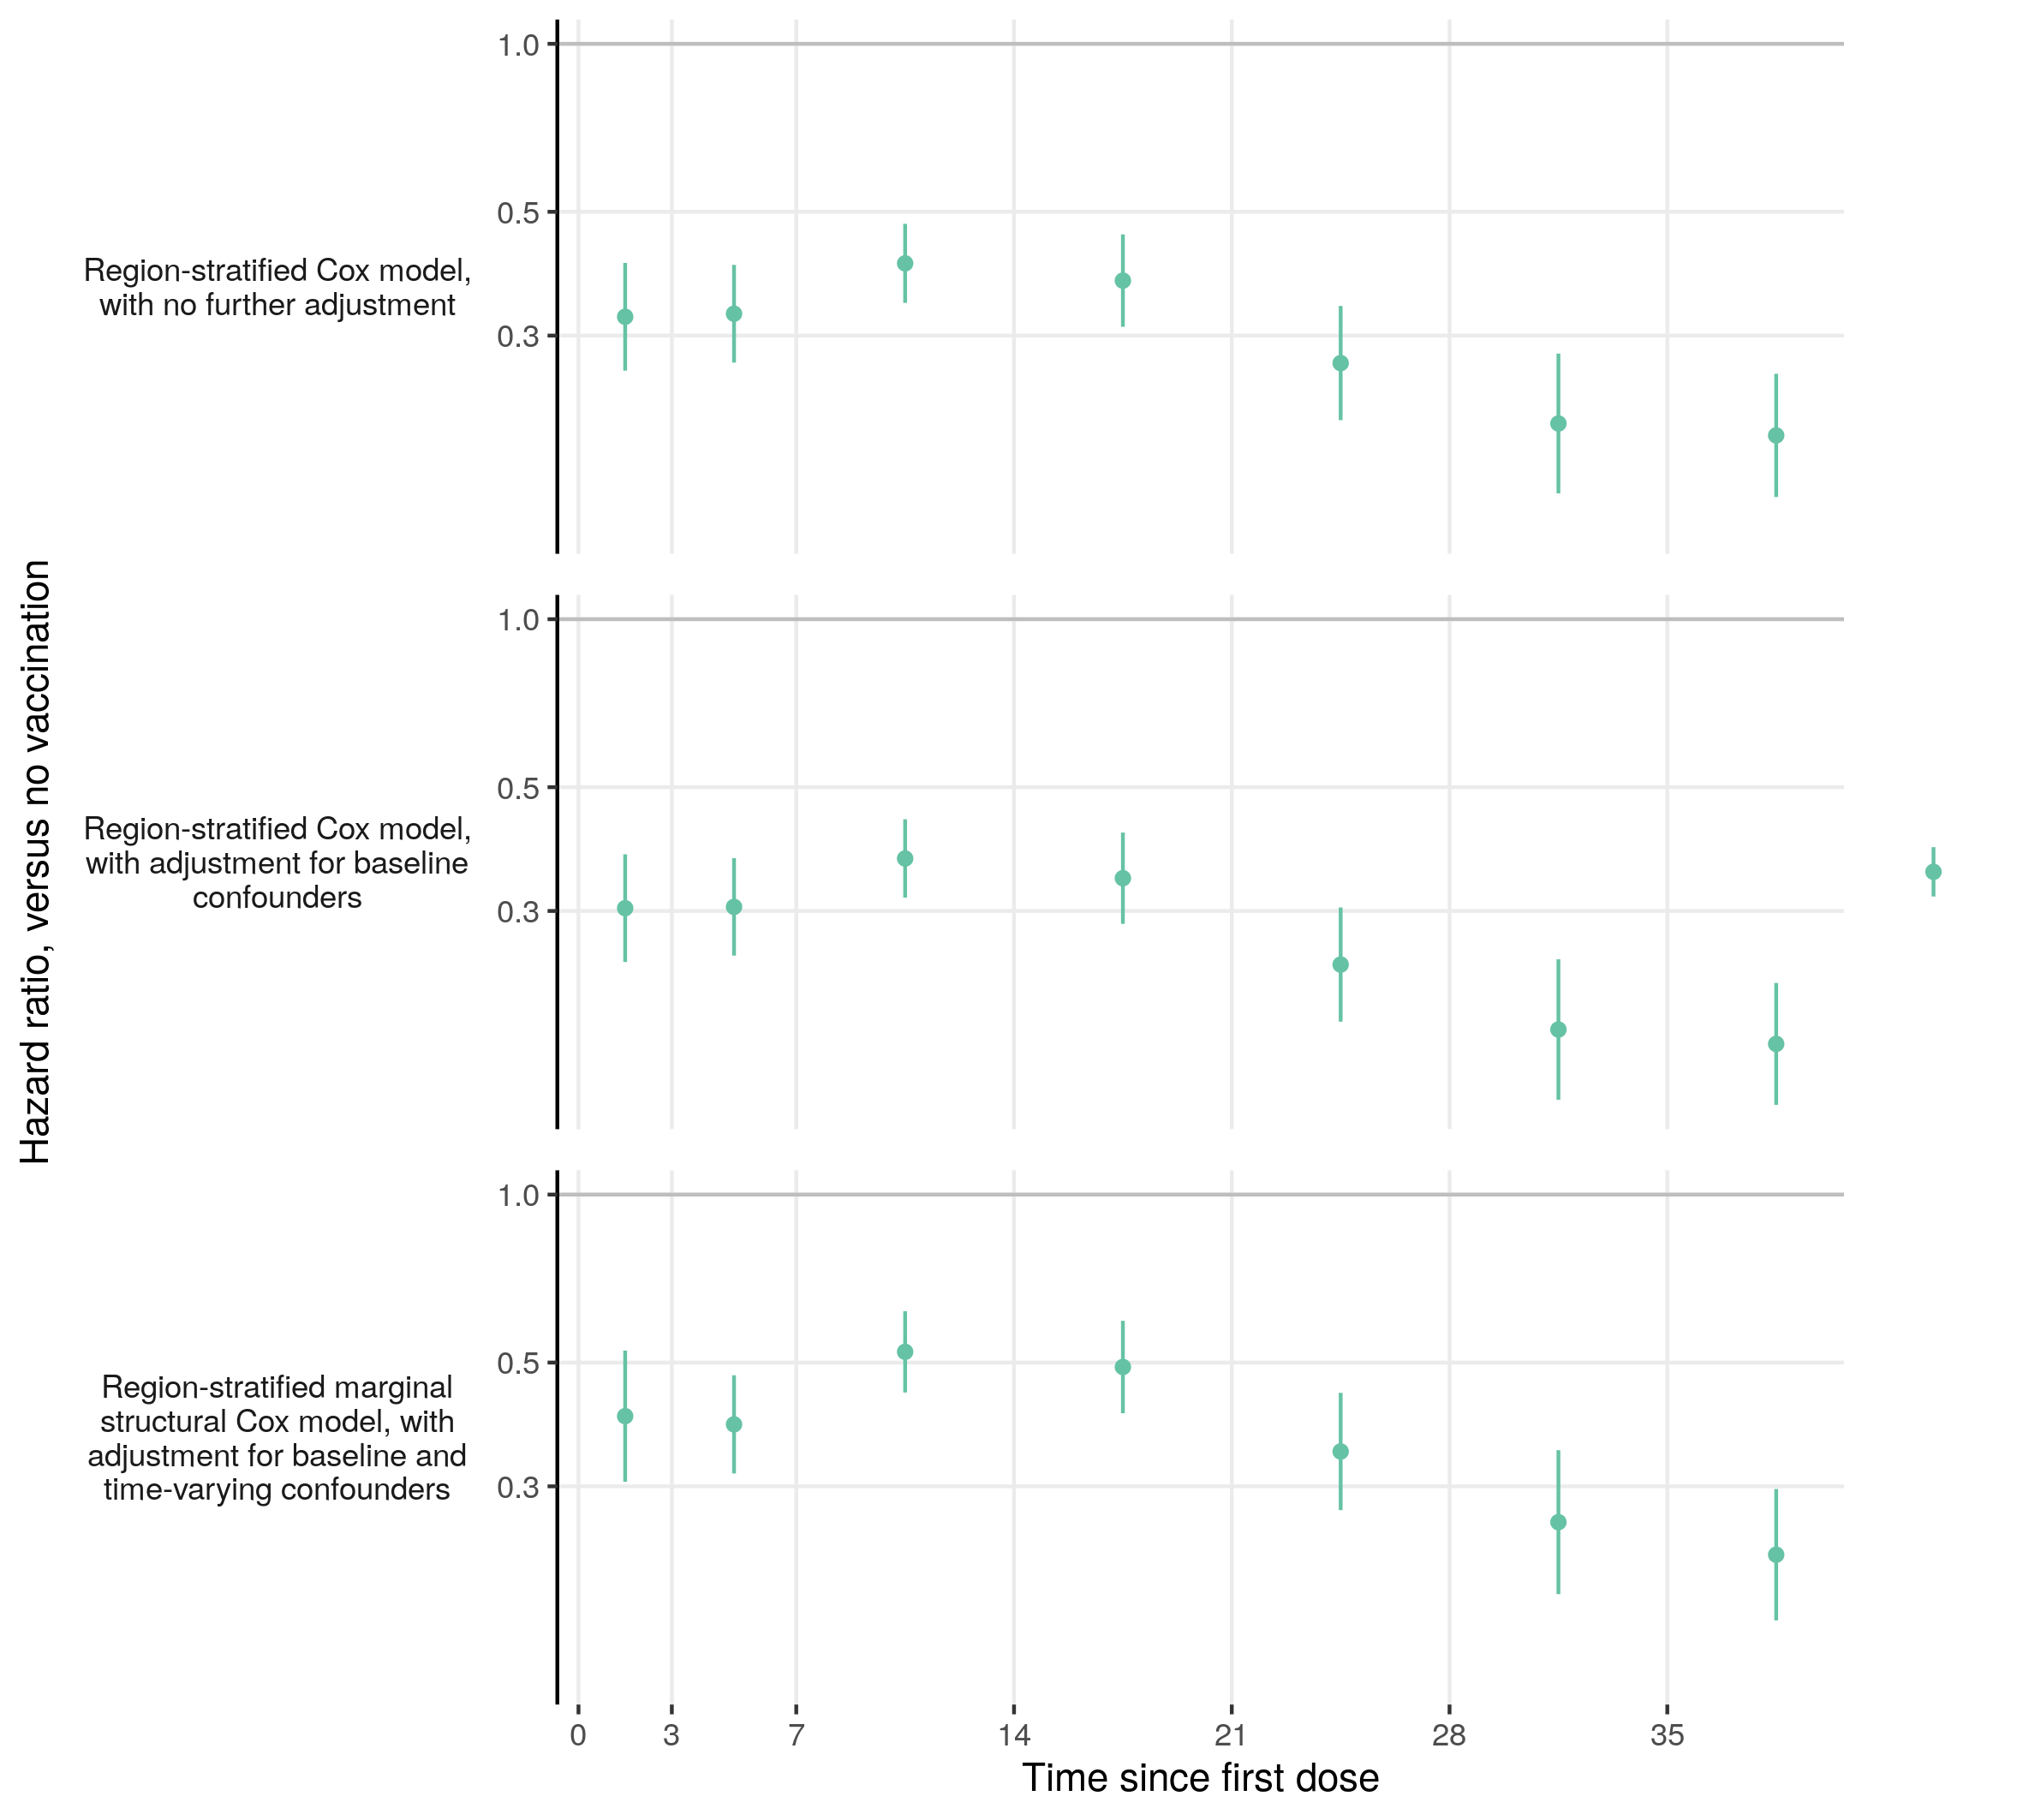 Hazard ratio, versus no vaccination
Region-stratified Cox model,
with no further adjustment
1.0
0.5
0.3
Region-stratified Cox model,
with adjustment for baseline
confounders
1.0
0.5
0.3
Region-stratified marginal
structural Cox model, with
adjustment for baseline and
time-varying confounders
1.0
0.5
0.3
0 3 7 14 21 28 35
Time since first dose